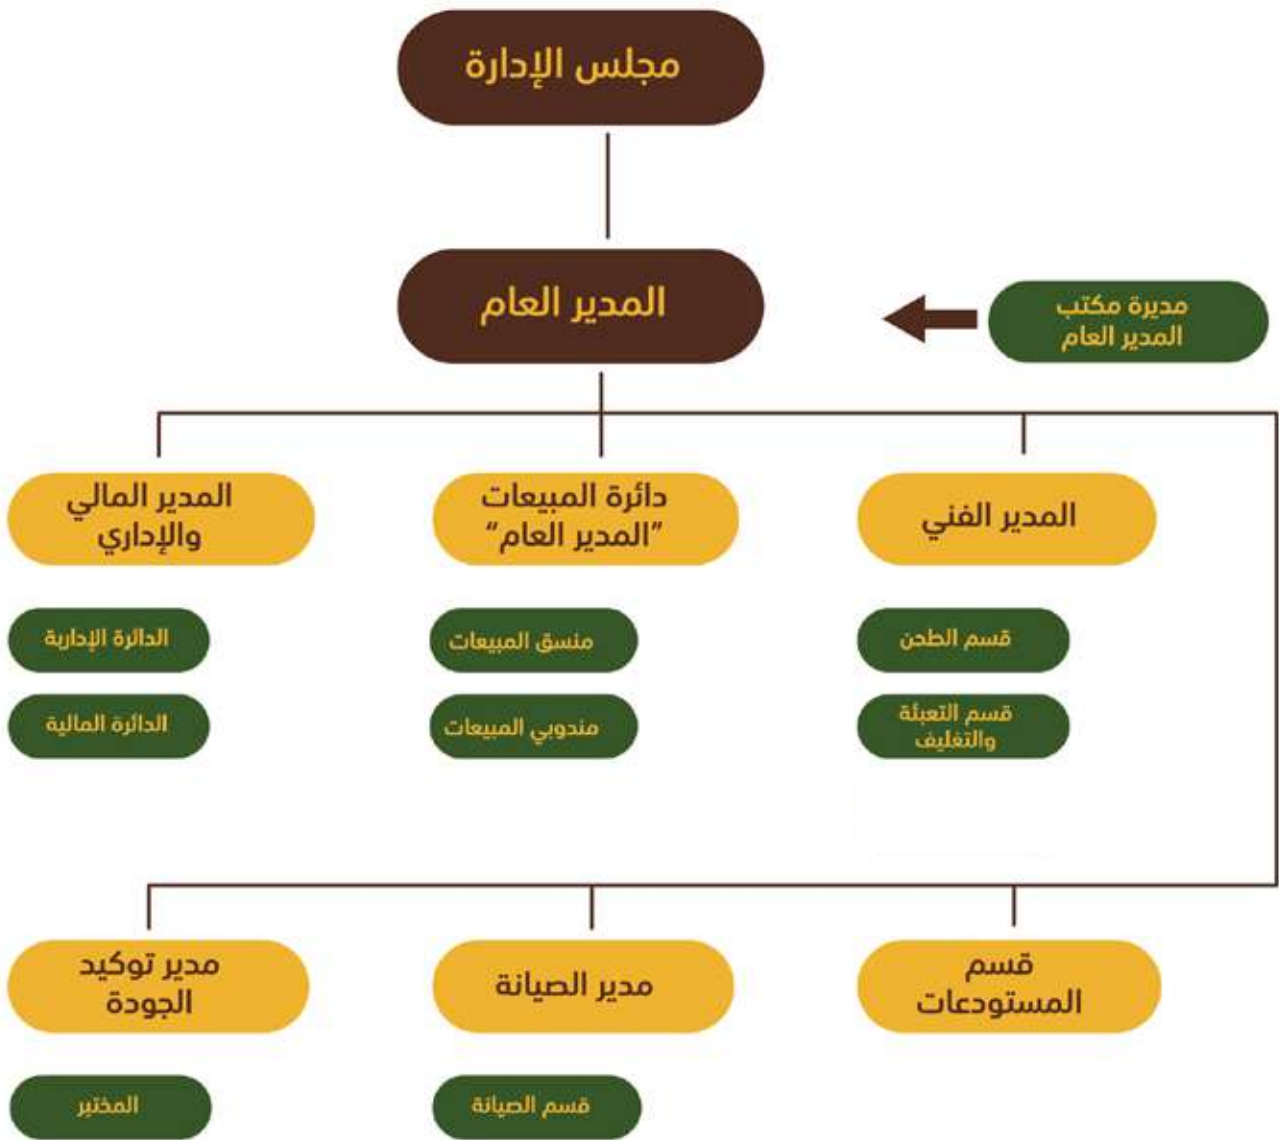 مجلس الإدارة
المدير العام
مديرة مكتب
المدير العام
المدير الفني
دائرة المبيعات
"المدير العام"
المدير المالي
والإداري
قسم الطحن
منسق المبيعات
الدائرة الإدارية
قسم التعبئة
والتغليف
مندوبي المبيعات
الدائرة المالية
قسم
المستودعات
مدير الصيانة
مدير توكيد
الجودة
قسم الصيانة
المختبر